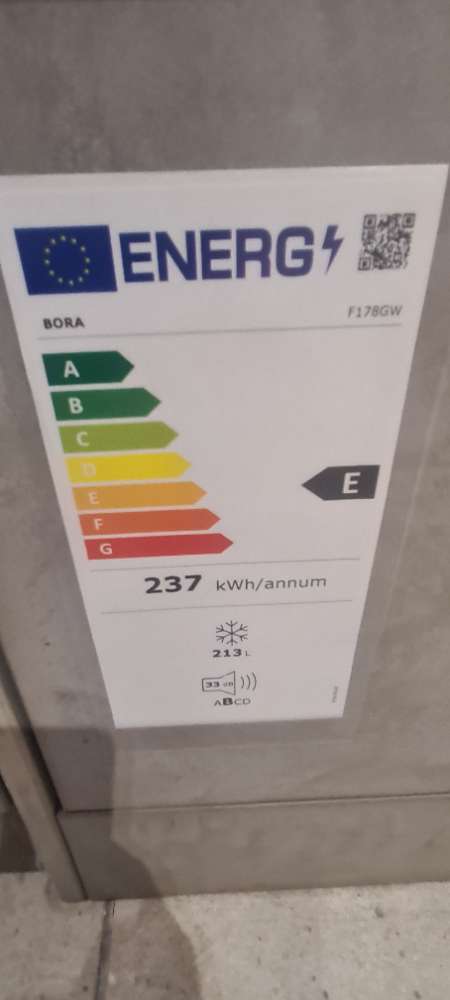 ENERG
BORA
F178GW
A
B
C
D
E
E
F
G
237 kWh/annum
213 L
33 dB
ABCD